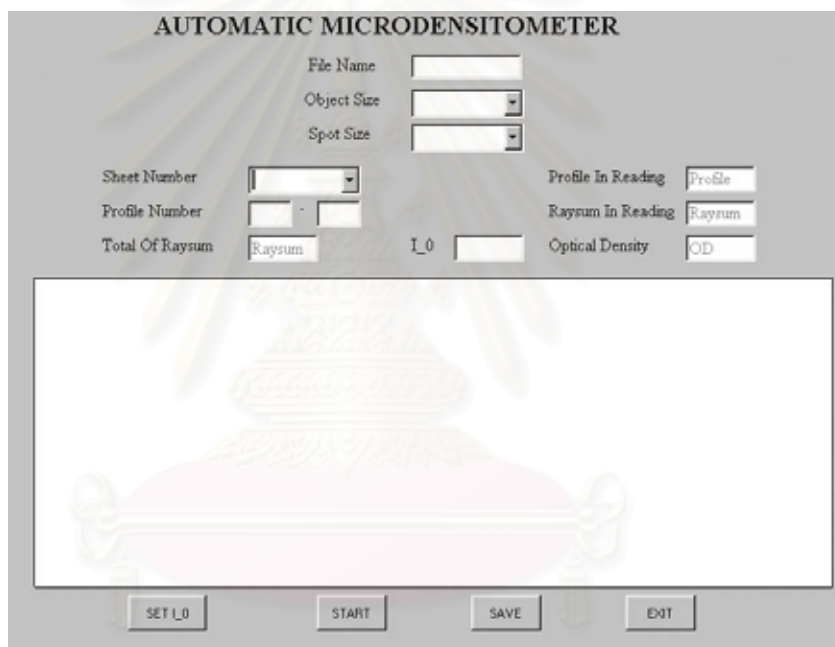 AUTOMATIC MICRODENSITOMETER
File Name
Object Size
Spot Size
Sheet Number Profile In Reading Profile
Profile Number - Raysum In Reading Raysum
Total Of Raysum Raysum I_0 Optical Density OD
SET I_0 START SAVE EXIT